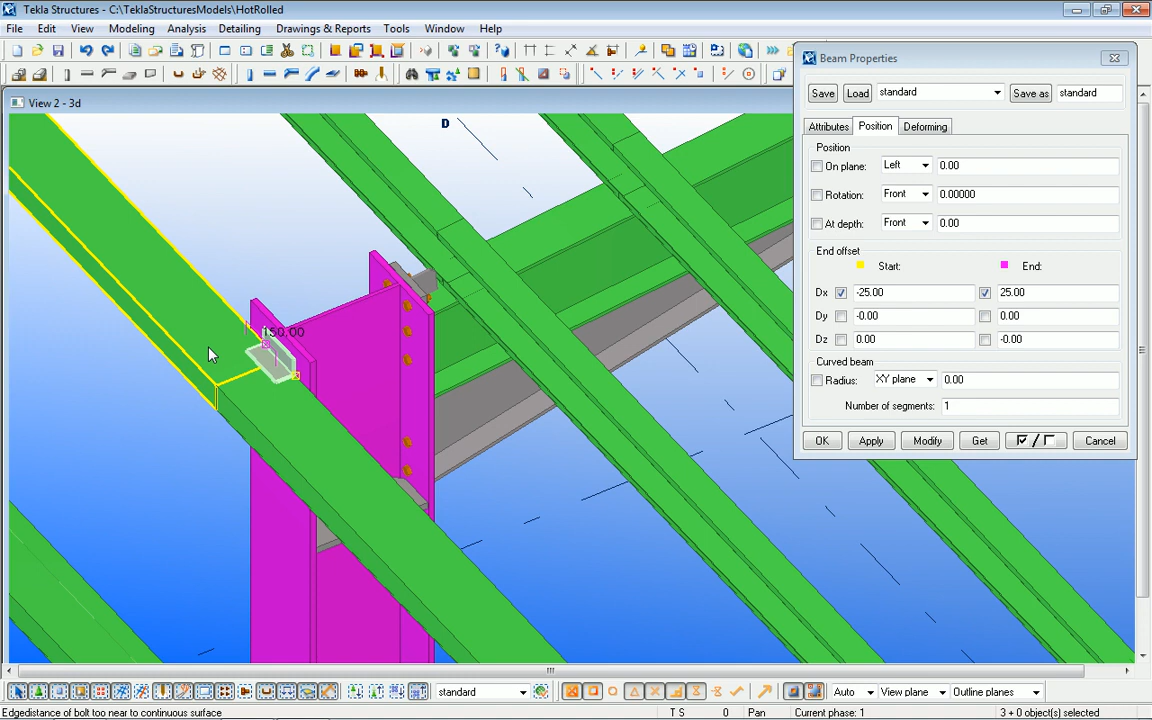 Tekla Structures - C:\TeklaStructuresModels\HotRolled
File Edit View Modeling Analysis Detailing Drawings & Reports Tools Window Help
View 2 - 3d
D
150.00
Beam Properties
Save Load standard Save as standard
Attributes Position Deforming
Position
On plane: Left 0.00
Rotation: Front 0.00000
At depth: Front 0.00
End offset
Start: End:
Dx -25.00 25.00
Dy -0.00 0.00
Dz 0.00 -0.00
Curved beam
Radius: XY plane 0.00
Number of segments: 1
OK Apply Modify Get / Cancel
standard Auto View plane Outline planes
Edgedistance of bolt too near to continuous surface T S 0 Pan Current phase: 1 3 + 0 object(s) selected